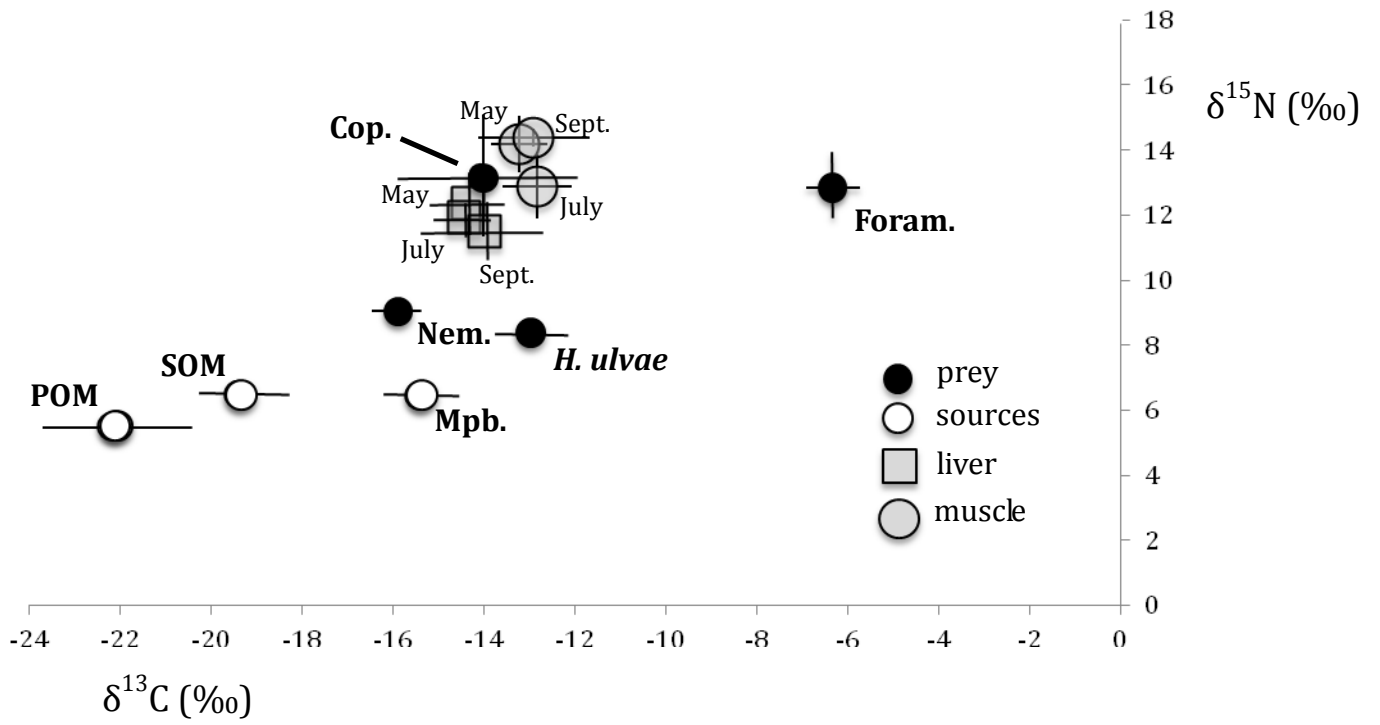 18
δ¹⁵N (‰)
16
May
Sept.
Cop.
14
May
July
Foram.
12
July
Sept.
10
Nem.
H. ulvae
8
SOM
POM
Mpb.
prey
sources
liver
muscle
6
4
2
0
-24 -22 -20 -18 -16 -14 -12 -10 -8 -6 -4 -2 0
δ¹³C (‰)